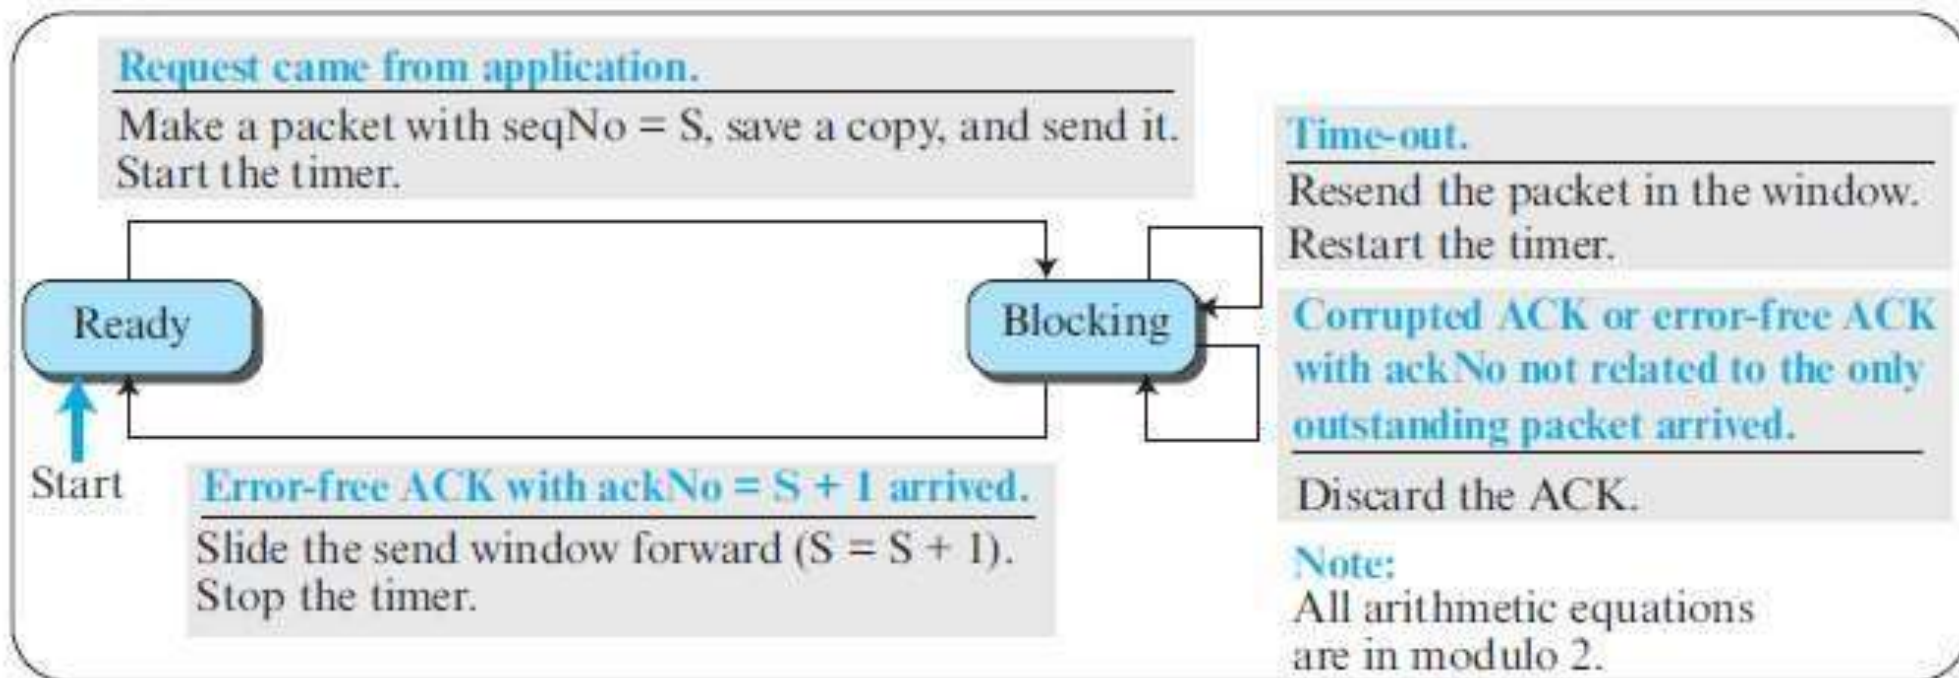 Request came from application.
Make a packet with seqNo = S, save a copy, and send it.
Start the timer.
Time-out.
Resend the packet in the window.
Restart the timer.
Ready
Blocking
Corrupted ACK or error-free ACK
with ackNo not related to the only
outstanding packet arrived.
Discard the ACK.
Start
Error-free ACK with ackNo = S + 1 arrived.
Slide the send window forward (S = S + 1).
Stop the timer.
Note:
All arithmetic equations
are in modulo 2.